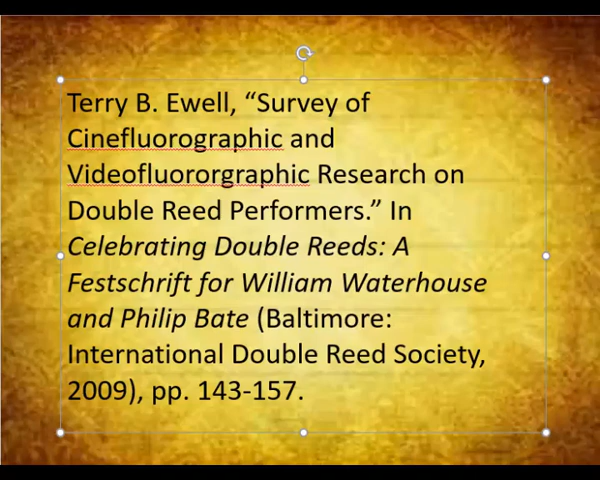 Terry B. Ewell, “Survey of
Cinefluorographic and
Videofluororgraphic Research on
Double Reed Performers.” In
Celebrating Double Reeds: A
Festschrift for William Waterhouse
and Philip Bate (Baltimore:
International Double Reed Society,
2009), pp. 143-157.